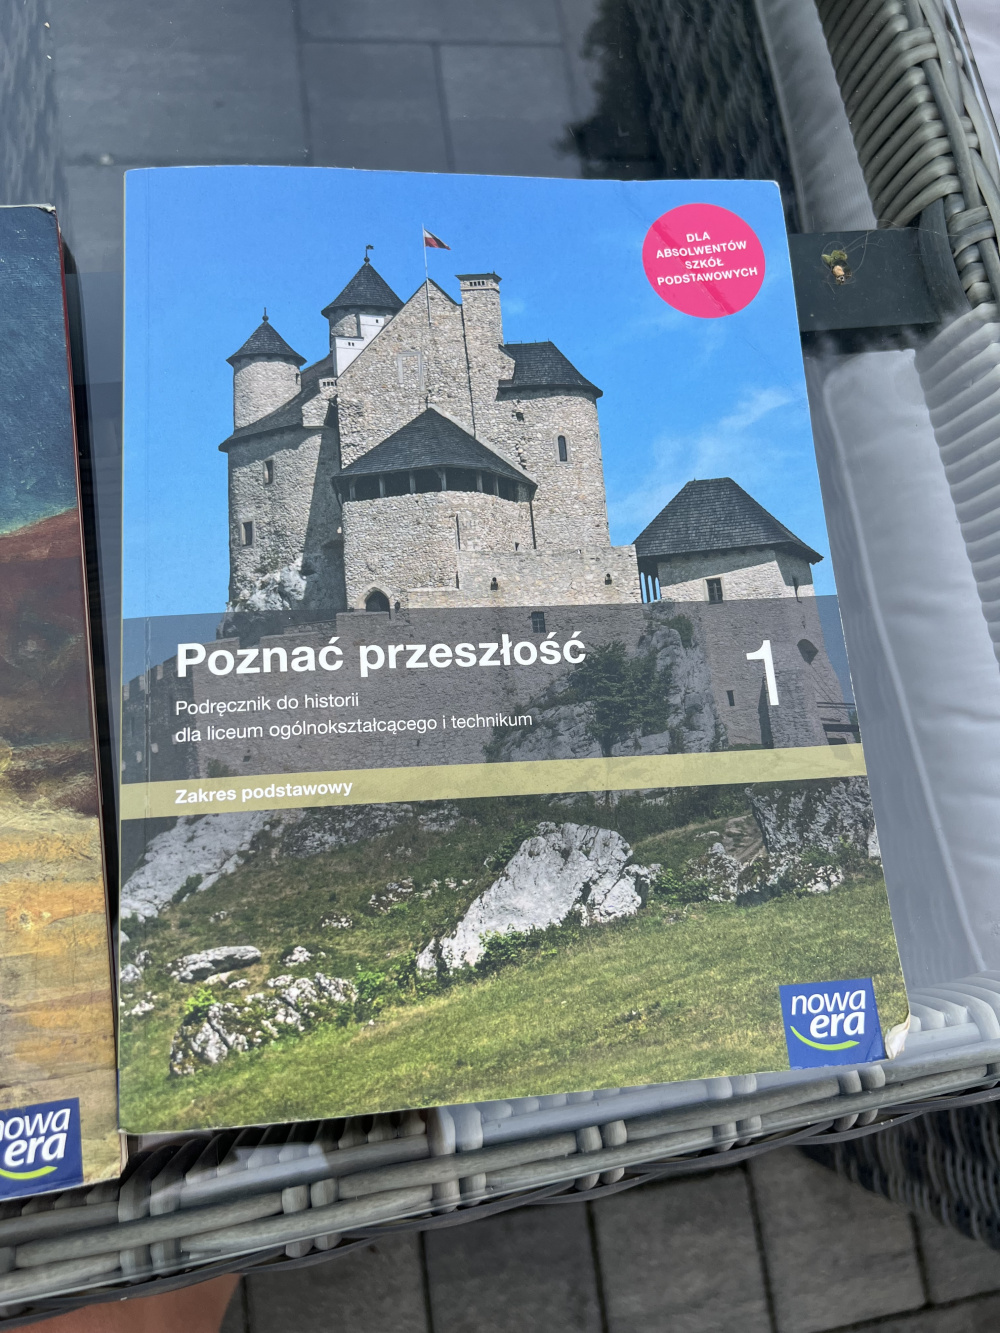 DLA
ABSOLWENTÓW
SZKÓŁ
PODSTAWOWYCH
Poznać przeszłość 1
Podręcznik do historii
dla liceum ogólnokształcącego i technikum
Zakres podstawowy
nowa
era
nowa
era